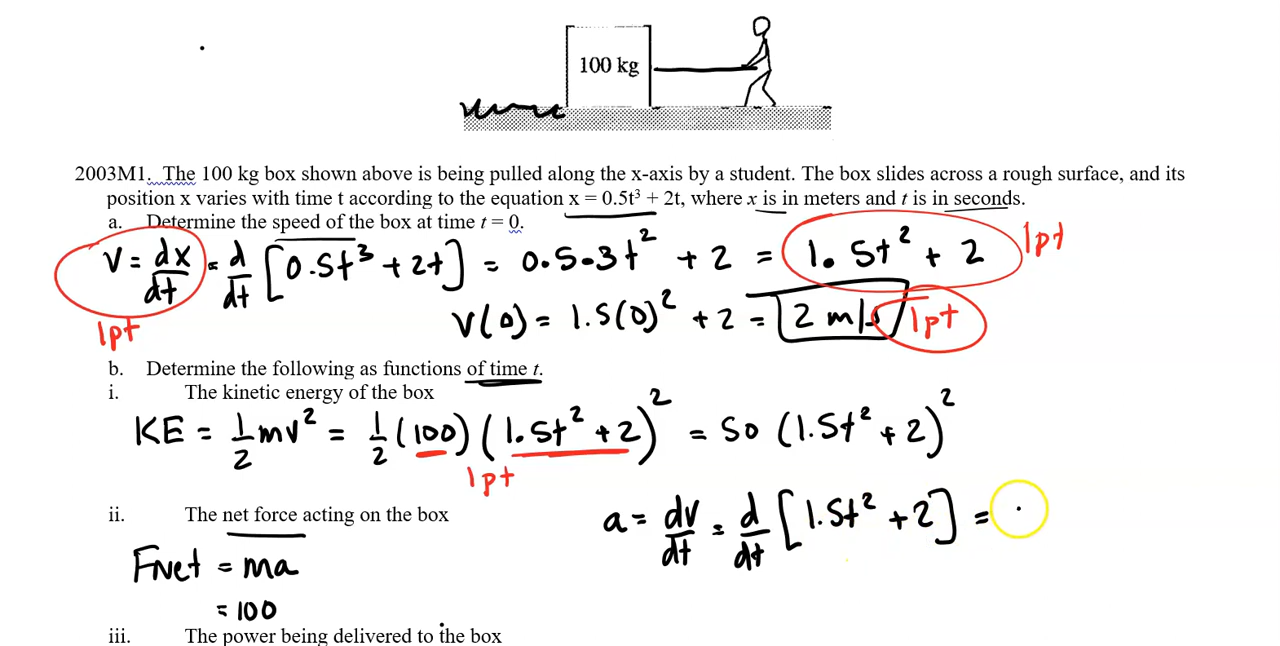 100 kg
2003M1. The 100 kg box shown above is being pulled along the x-axis by a student. The box slides across a rough surface, and its
position x varies with time t according to the equation x = 0.5t³ + 2t, where x is in meters and t is in seconds.
a. Determine the speed of the box at time t = 0.
V = dx/dt = d/dt [0.5t³ + 2t] = 0.5·3t² + 2 = 1.5t² + 2 1pt
1pt
V(0) = 1.5(0)² + 2 = 2 m/s 1pt
b. Determine the following as functions of time t.
i. The kinetic energy of the box
KE = 1/2 mv² = 1/2 (100) (1.5t² + 2)² = 50 (1.5t² + 2)²
1pt
ii. The net force acting on the box
a = dv/dt = d/dt [1.5t² + 2] =
Fnet = ma
= 100
iii. The power being delivered to the box